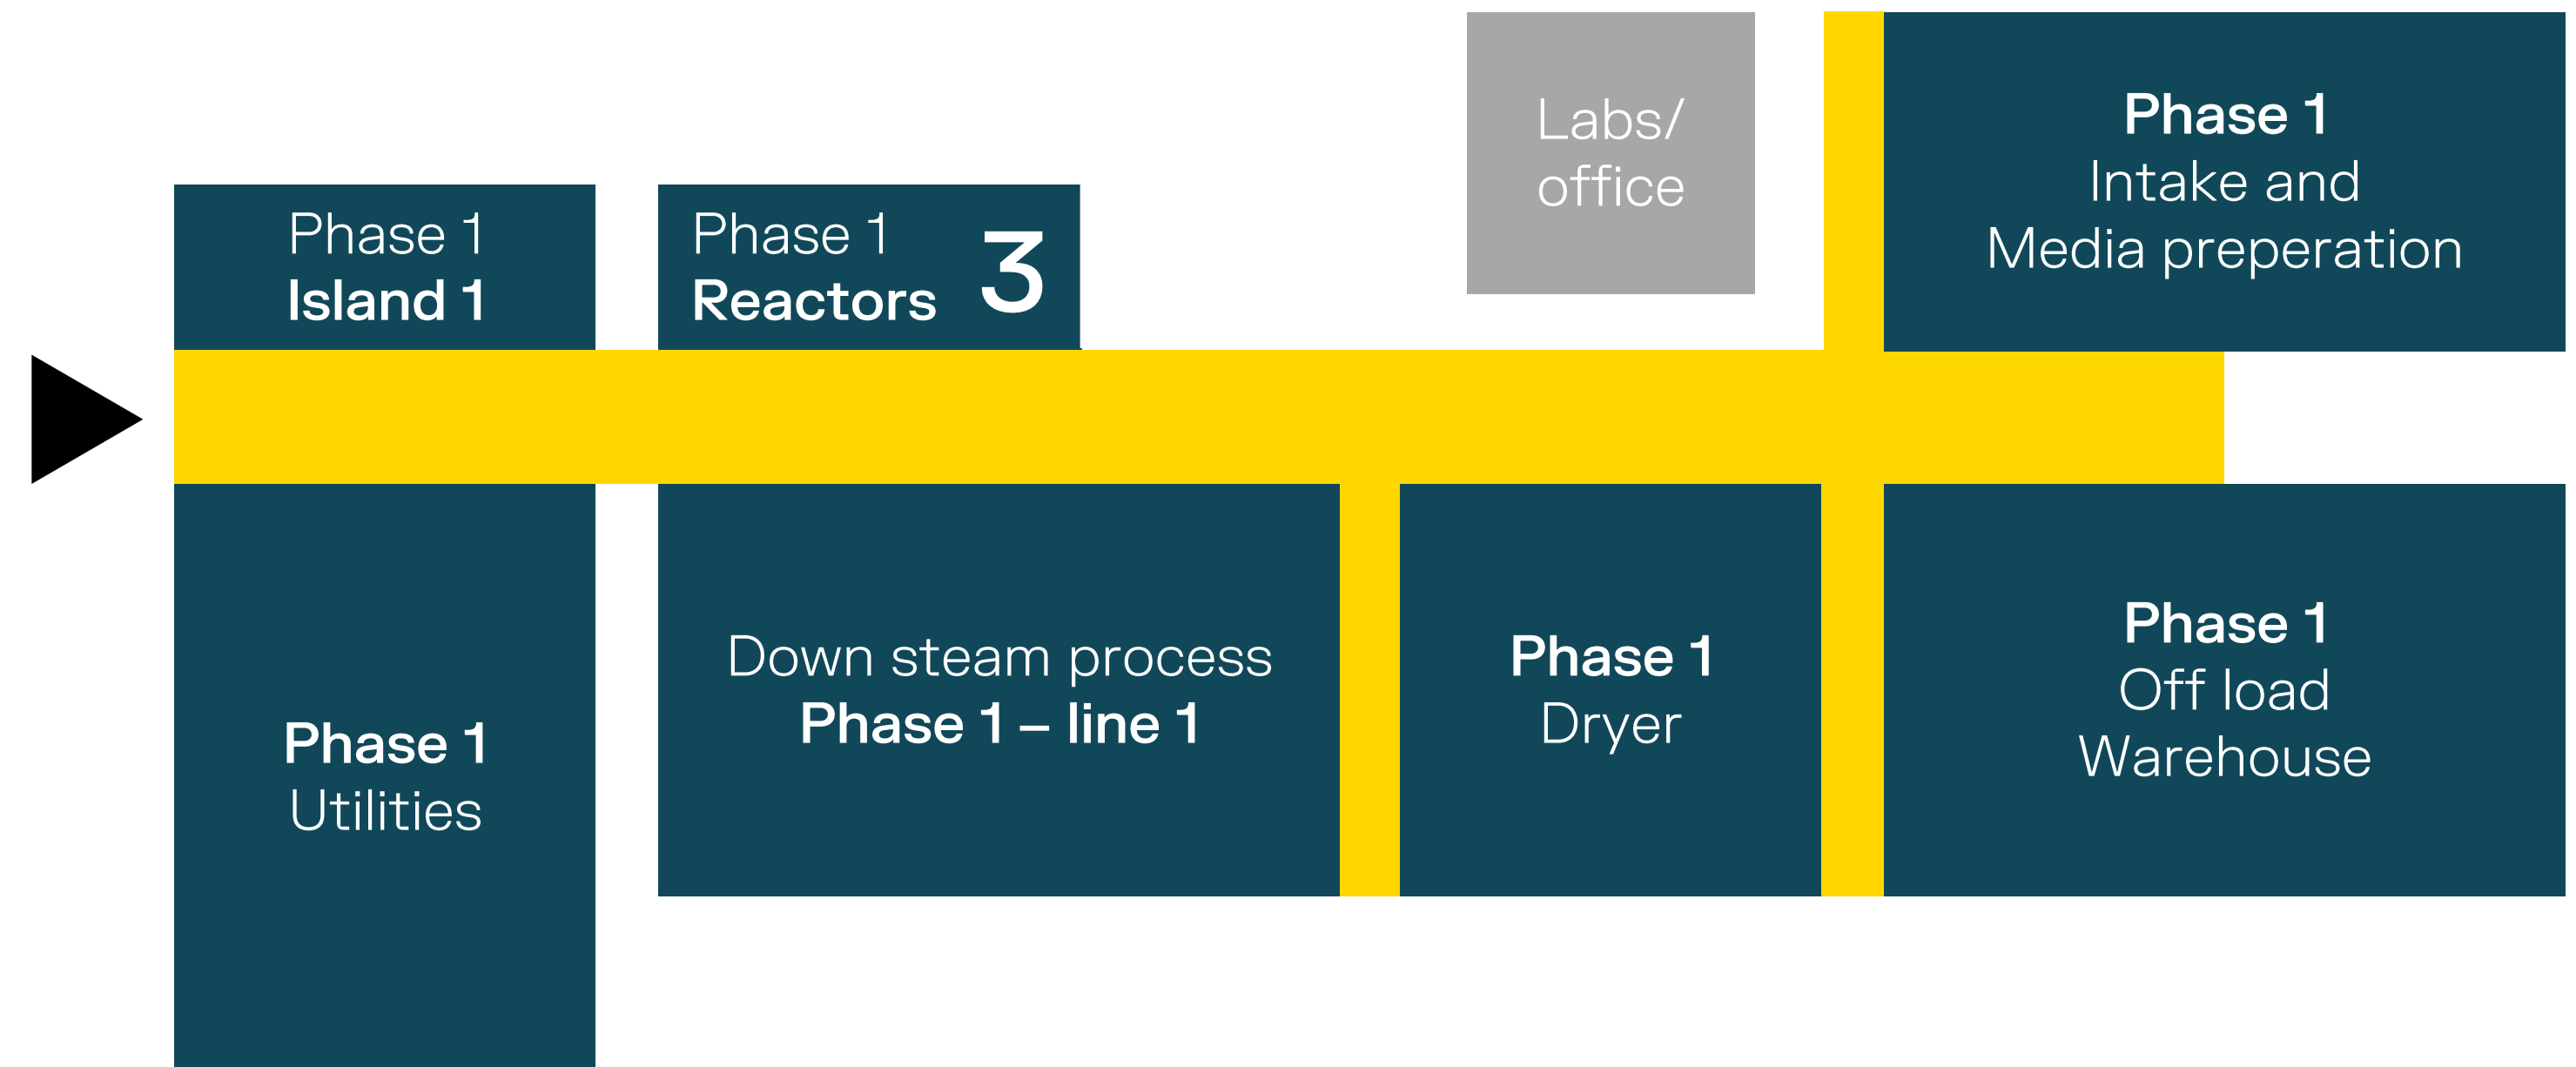 Labs/
office
Phase 1
Intake and
Media preperation
Phase 1
Island 1
Phase 1
Reactors
3
Phase 1
Utilities
Down steam process
Phase 1 – line 1
Phase 1
Dryer
Phase 1
Off load
Warehouse